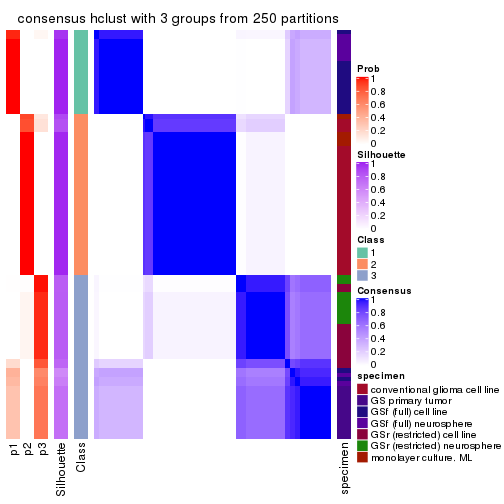 consensus hclust with 3 groups from 250 partitions
Prob
1
0.8
0.6
0.4
0.2
0
Silhouette
1
0.8
0.6
0.4
0.2
0
Class
1
2
3
Consensus
1
0.8
0.6
0.4
0.2
0
specimen
conventional glioma cell line
GS primary tumor
GSf (full) cell line
GSf (full) neurosphere
GSr (restricted) cell line
GSr (restricted) neurosphere
monolayer culture. ML
p1
p2
p3
Silhouette
Class
specimen